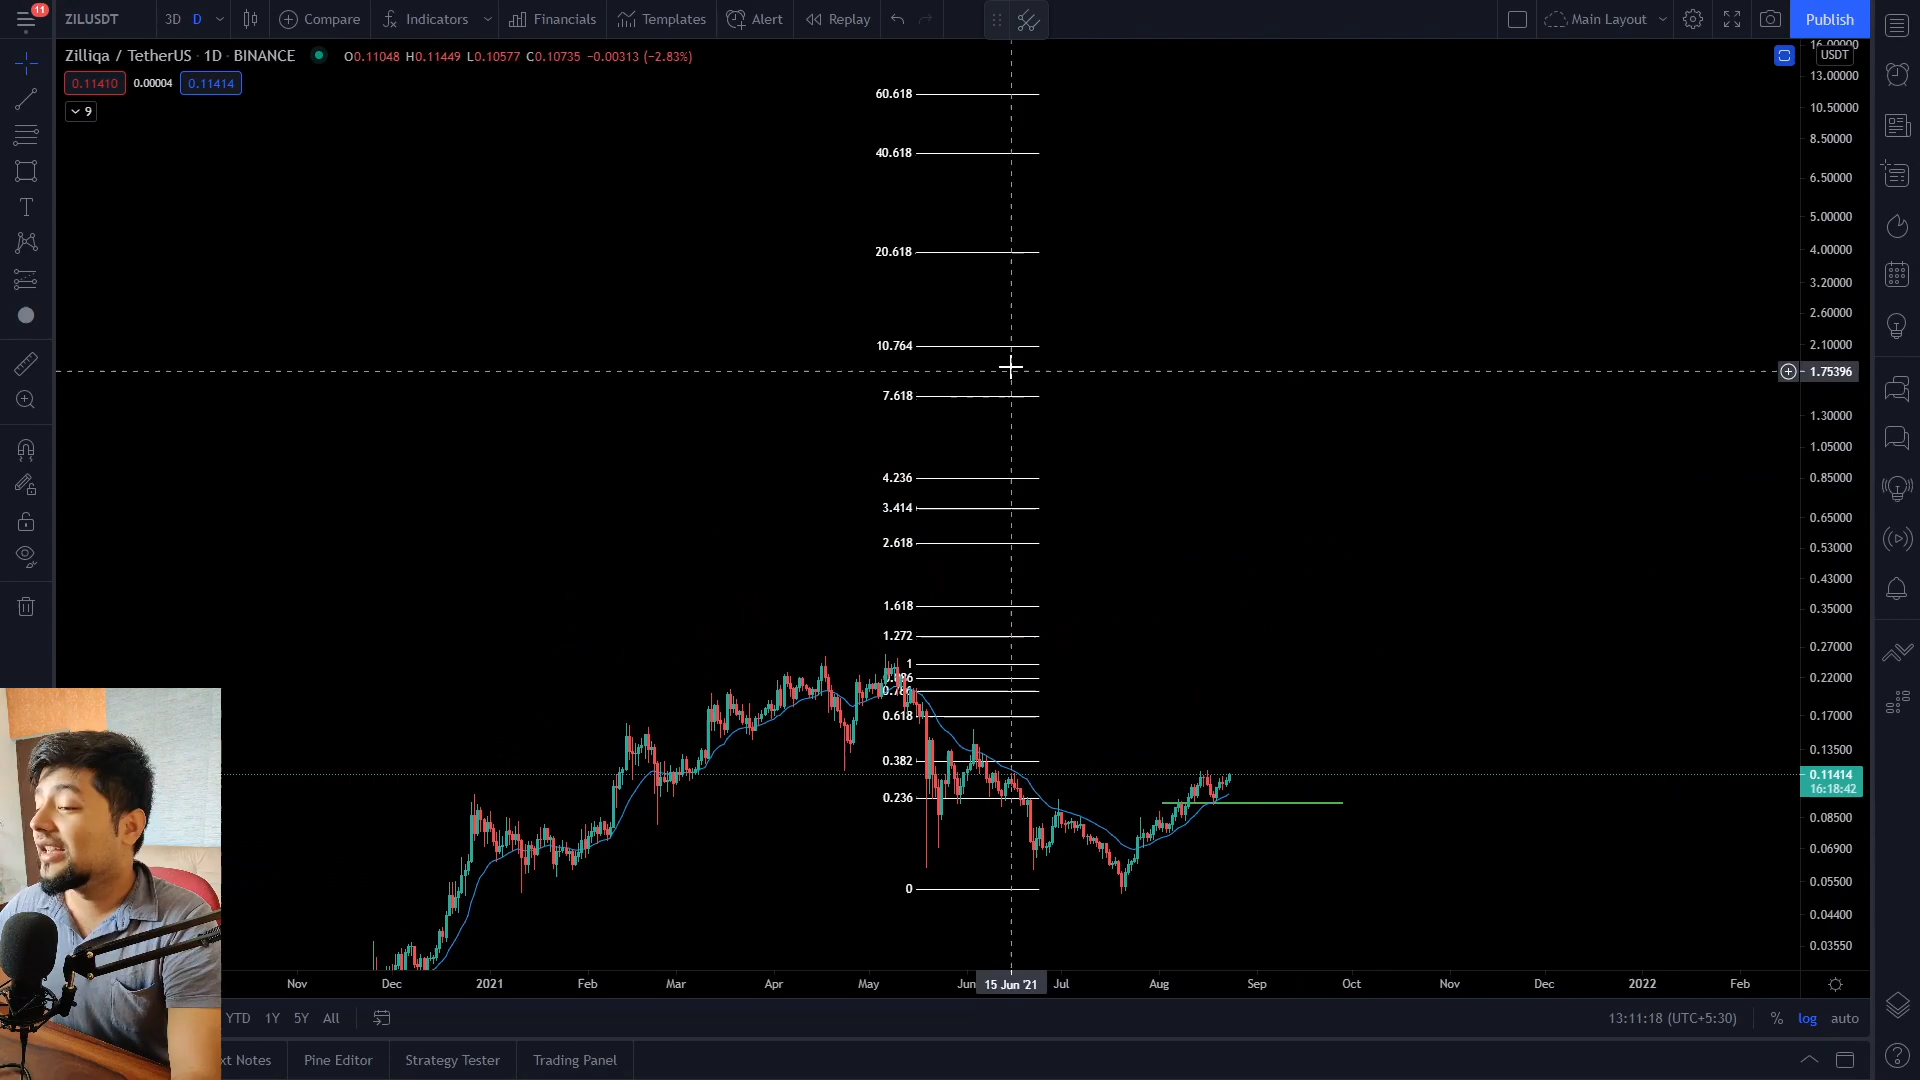 11
ZILUSDT
3D D
Compare
Indicators
Financials
Templates
Alert
Replay
Main Layout
Publish
Zilliqa / TetherUS · 1D · BINANCE
O0.11048 H0.11449 L0.10577 C0.10735 −0.00313 (−2.83%)
0.11410 0.00004 0.11414
9
USDT
16.00000
13.00000
10.50000
8.50000
6.50000
5.00000
4.00000
3.20000
2.60000
2.10000
1.75396
1.30000
1.05000
0.85000
0.65000
0.53000
0.43000
0.35000
0.27000
0.22000
0.17000
0.13500
0.11414
16:18:42
0.08500
0.06900
0.05500
0.04400
0.03550
60.618
40.618
20.618
10.764
7.618
4.236
3.414
2.618
1.618
1.272
1
0.786
0.618
0.382
0.236
0
Nov Dec 2021 Feb Mar Apr May Jun 15 Jun '21 Jul Aug Sep Oct Nov Dec 2022 Feb
YTD 1Y 5Y All
13:11:18 (UTC+5:30) % log auto
xt Notes Pine Editor Strategy Tester Trading Panel